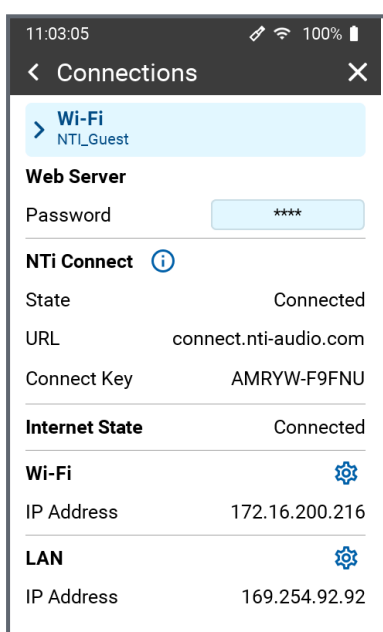 11:03:05 100%
Connections
Wi-Fi
NTI_Guest
Web Server
Password ****
NTi Connect
State Connected
URL connect.nti-audio.com
Connect Key AMRYW-F9FNU
Internet State Connected
Wi-Fi
IP Address 172.16.200.216
LAN
IP Address 169.254.92.92